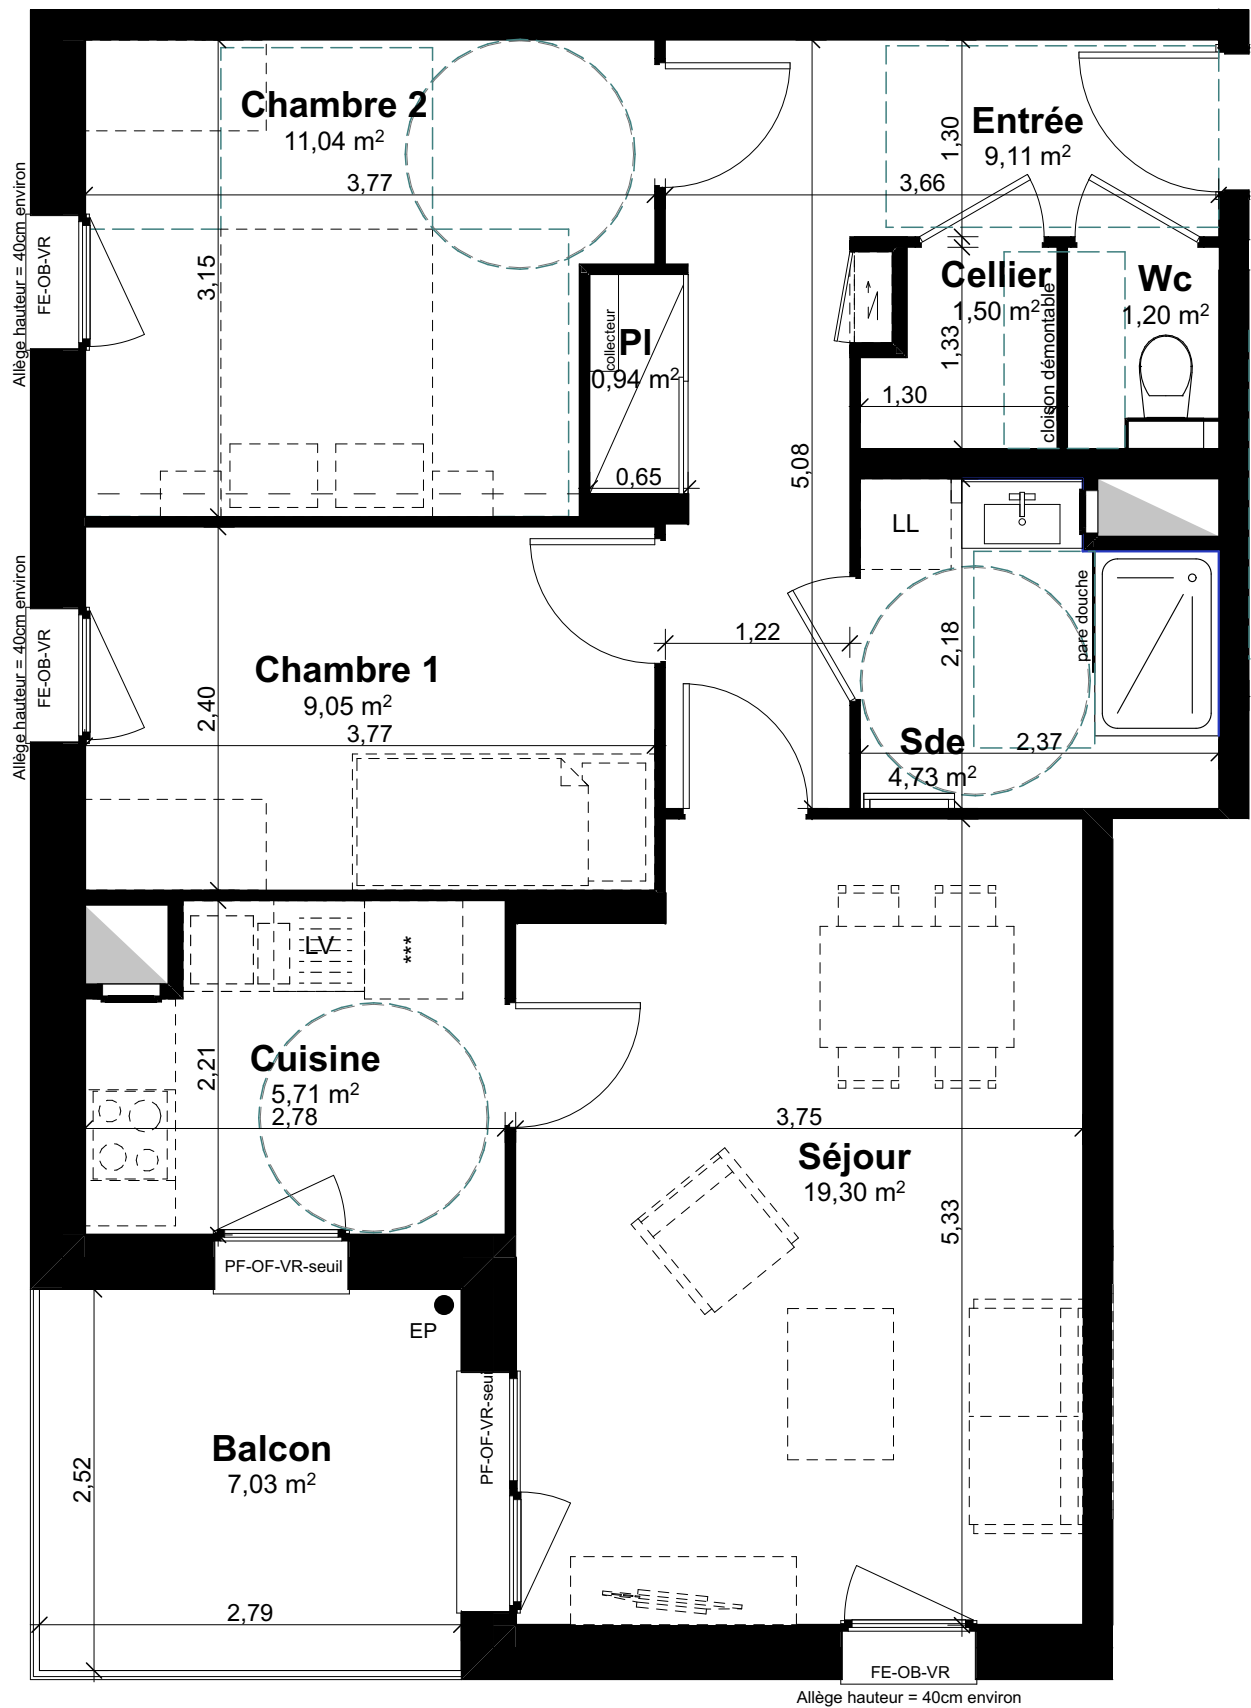 Chambre 2
11,04 m²
3,77
3,15
Entrée
9,11 m²
1,30
3,66
Allège hauteur = 40cm environ
FE-OB-VR
Cellier
1,50 m²
1,33
1,30
cloison démontable
Wc
1,20 m²
collecteur
Pl
0,94 m²
0,65
5,08
LL
Allège hauteur = 40cm environ
FE-OB-VR
Chambre 1
9,05 m²
3,77
2,40
1,22
2,18
pare douche
Sde
4,73 m²
2,37
LV
***
Cuisine
5,71 m²
2,78
2,21
3,75
Séjour
19,30 m²
5,33
PF-OF-VR-seuil
EP
PF-OF-VR-seuil
Balcon
7,03 m²
2,52
2,79
FE-OB-VR
Allège hauteur = 40cm environ